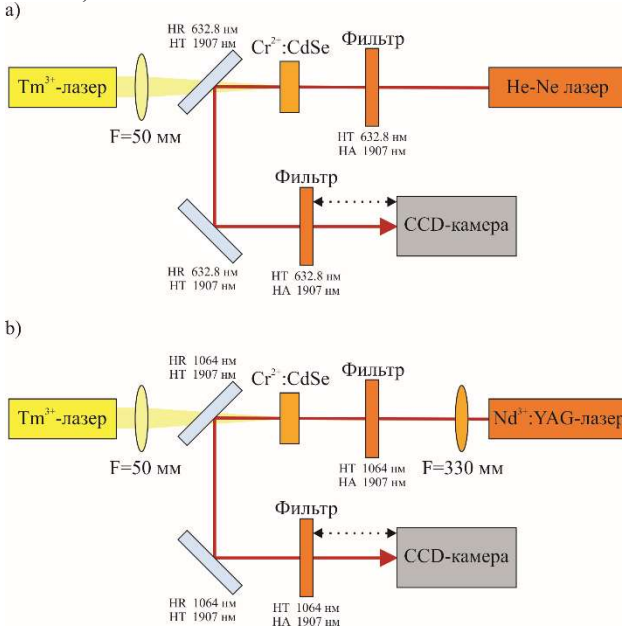 a)
HR 632.8 нм
HT 1907 нм
Cr²⁺:CdSe
Фильтр
Tm³⁺-лазер
He-Ne лазер
F=50 мм
HT 632.8 нм
HA 1907 нм
Фильтр
CCD-камера
HR 632.8 нм
HT 1907 нм
HT 632.8 нм
HA 1907 нм
b)
HR 1064 нм
HT 1907 нм
Cr²⁺:CdSe
Фильтр
Tm³⁺-лазер
Nd³⁺:YAG-лазер
F=50 мм
HT 1064 нм
HA 1907 нм
F=330 мм
Фильтр
CCD-камера
HR 1064 нм
HT 1907 нм
HT 1064 нм
HA 1907 нм